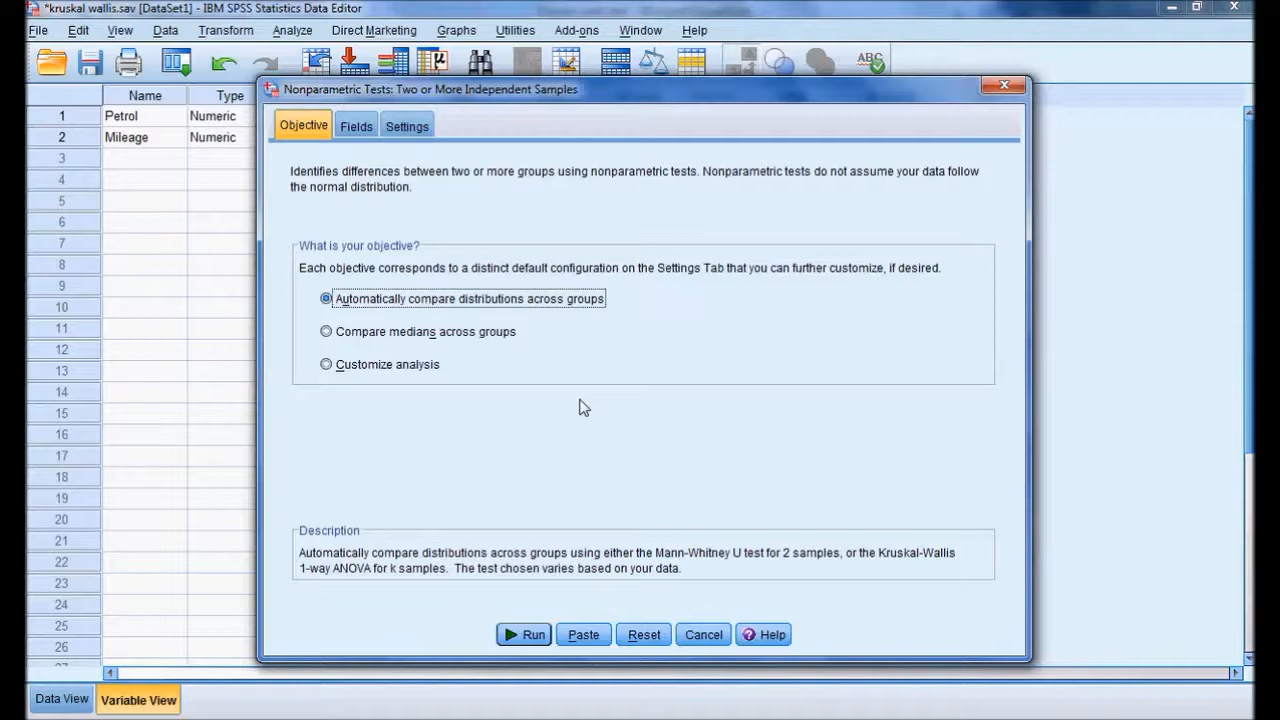 *kruskal wallis.sav [DataSet1] - IBM SPSS Statistics Data Editor
File Edit View Data Transform Analyze Direct Marketing Graphs Utilities Add-ons Window Help
Name Type
1 Petrol Numeric
2 Mileage Numeric
3
4
5
6
7
8
9
10
11
12
13
14
15
16
17
18
19
20
21
22
23
24
25
26
Nonparametric Tests: Two or More Independent Samples
Objective Fields Settings
Identifies differences between two or more groups using nonparametric tests. Nonparametric tests do not assume your data follow
the normal distribution.
What is your objective?
Each objective corresponds to a distinct default configuration on the Settings Tab that you can further customize, if desired.
Automatically compare distributions across groups
Compare medians across groups
Customize analysis
Description
Automatically compare distributions across groups using either the Mann-Whitney U test for 2 samples, or the Kruskal-Wallis
1-way ANOVA for k samples. The test chosen varies based on your data.
Run Paste Reset Cancel Help
Data View Variable View